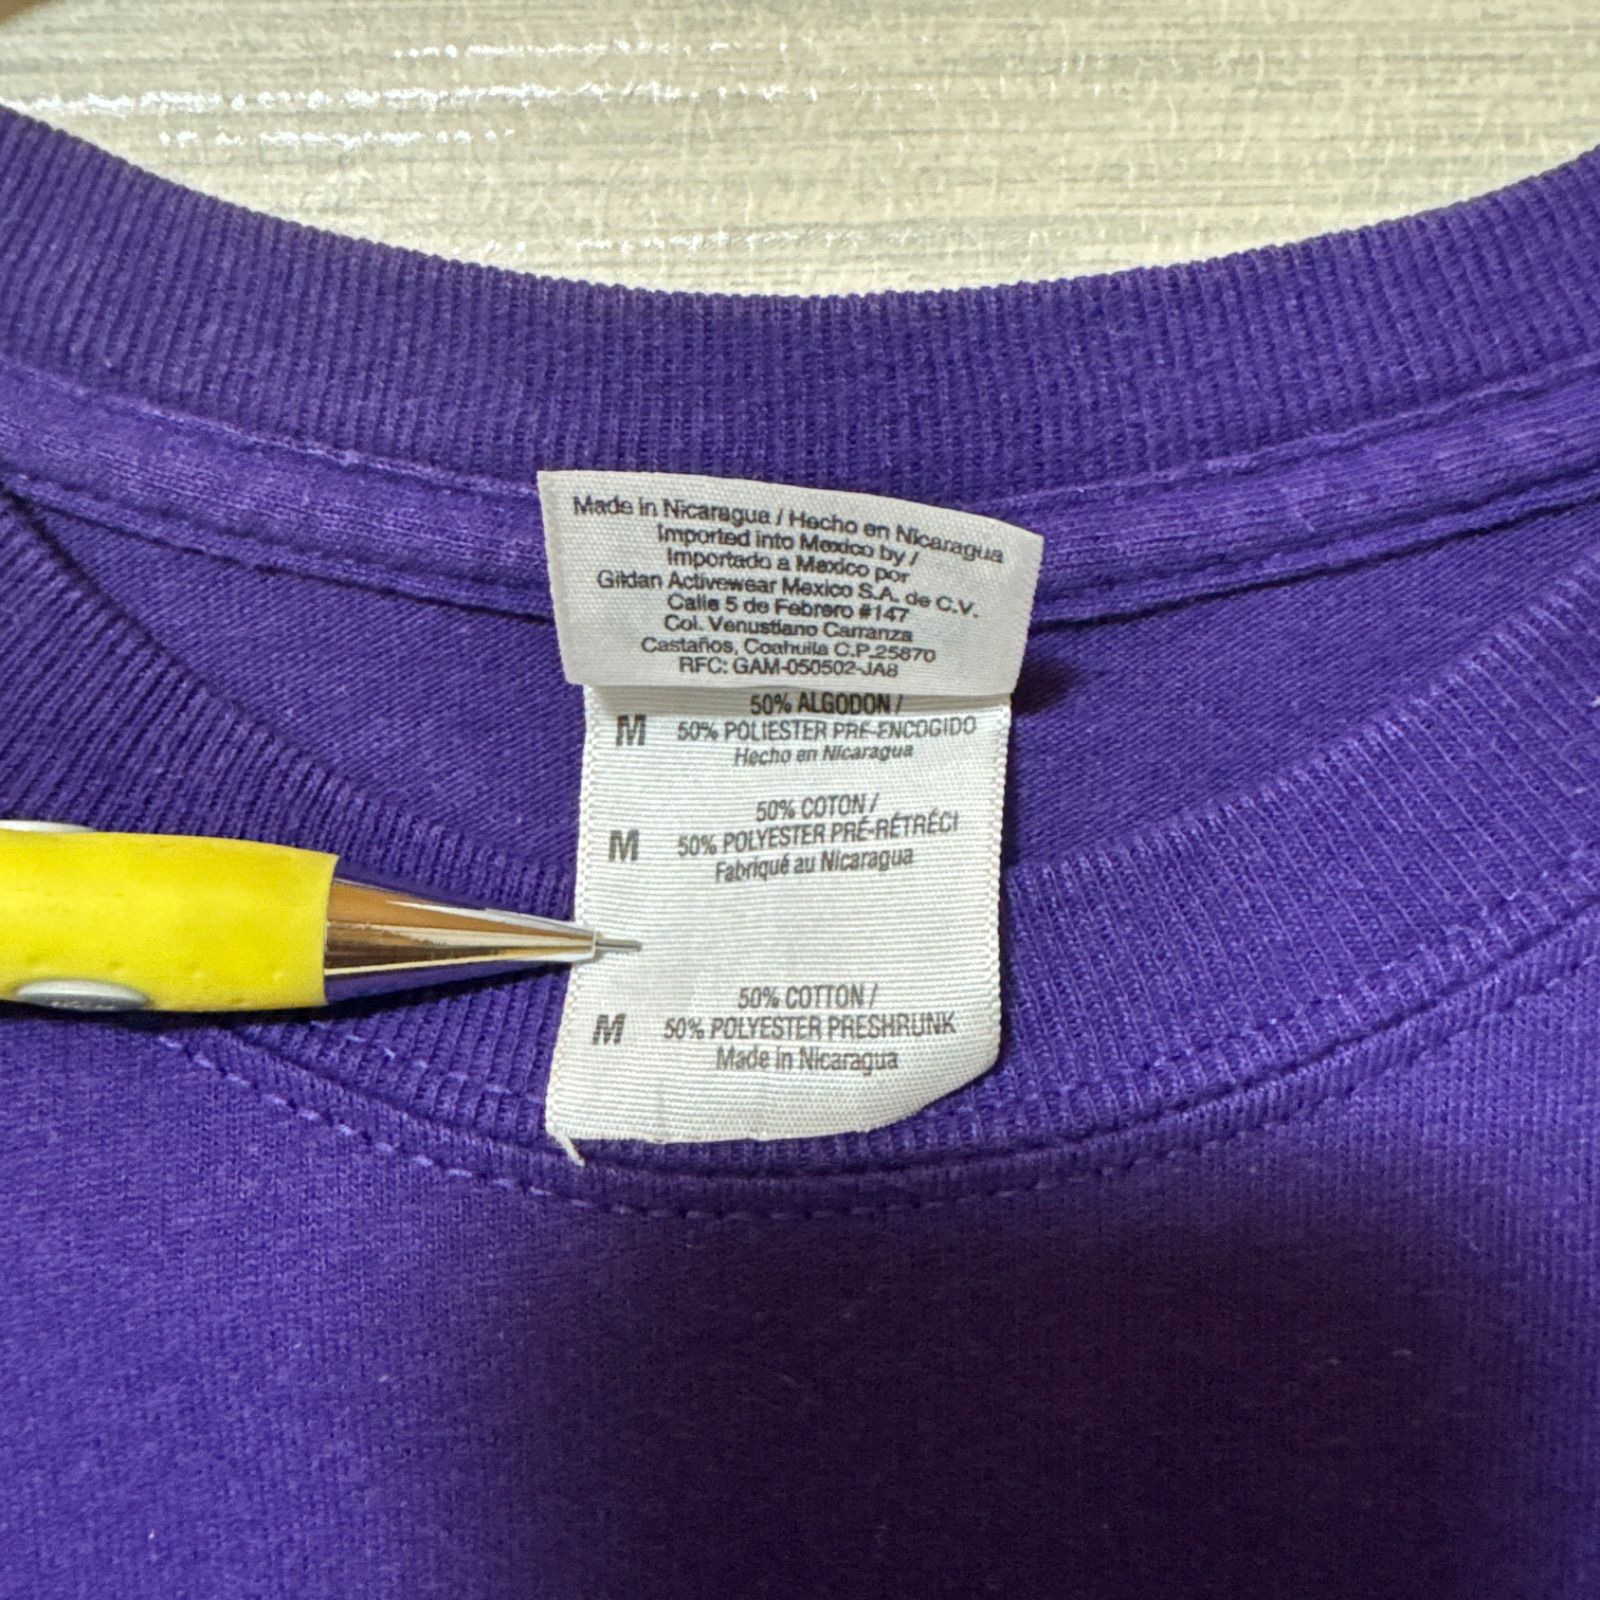 Made in Nicaragua / Hecho en Nicaragua
Imported into Mexico by /
Importado a Mexico por
Gildan Activewear Mexico S.A. de C.V.
Calle 5 de Febrero #147
Col. Venustiano Carranza
Castaños, Coahuila C.P.25870
RFC: GAM-050502-JA8
50% ALGODON /
M 50% POLIESTER PRE-ENCOGIDO
Hecho en Nicaragua
50% COTON /
M 50% POLYESTER PRÉ-RÉTRÉCI
Fabriqué au Nicaragua
50% COTTON /
M 50% POLYESTER PRESHRUNK
Made in Nicaragua